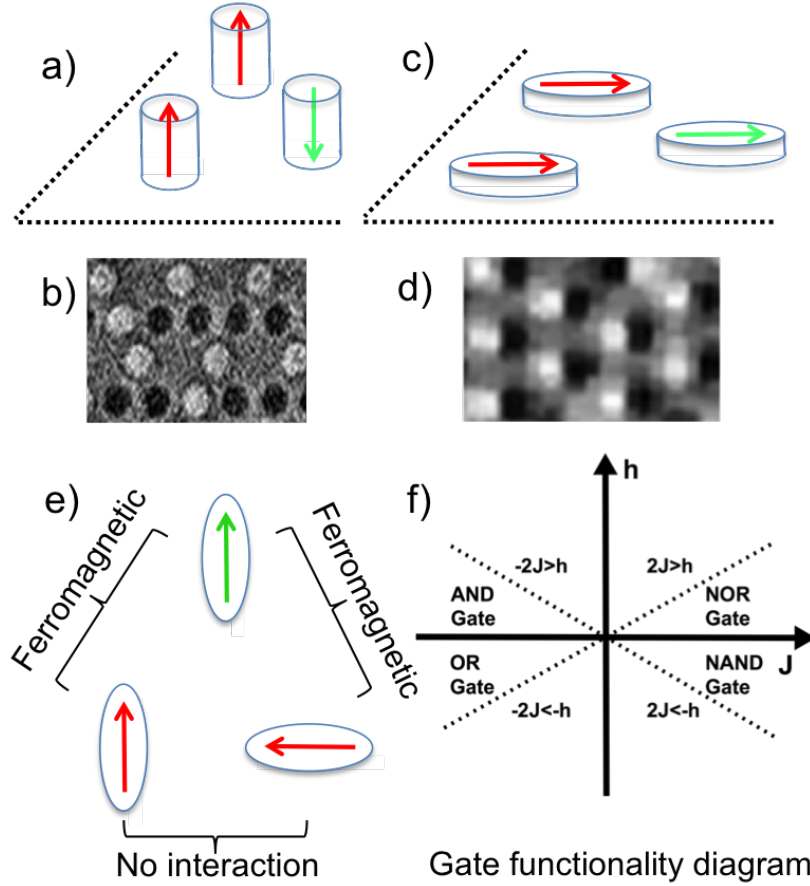 a)
c)
b)
d)
e)
Ferromagnetic
Ferromagnetic
No interaction
f)
h
-2J>h
2J>h
AND
Gate
NOR
Gate
J
OR
Gate
NAND
Gate
-2J<-h
2J<-h
Gate functionality diagram